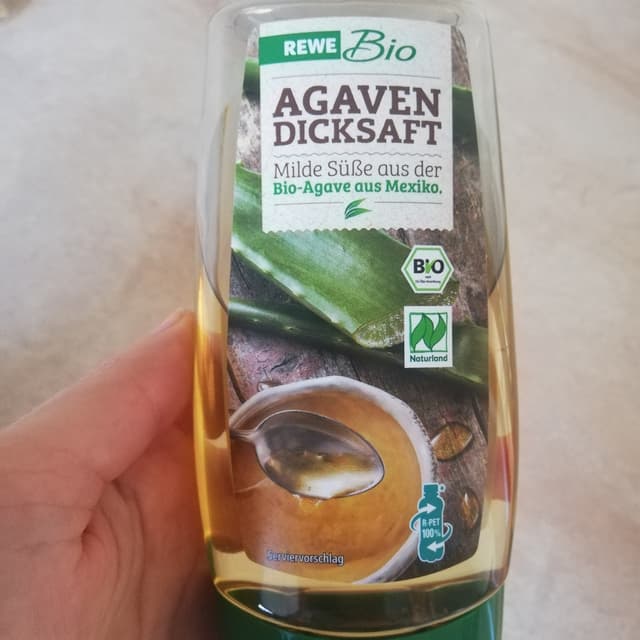 REWE Bio
AGAVEN
DICKSAFT
Milde Süße aus der
Bio-Agave aus Mexiko.
BIO
Naturland
R-PET
100%
Serviervorschlag